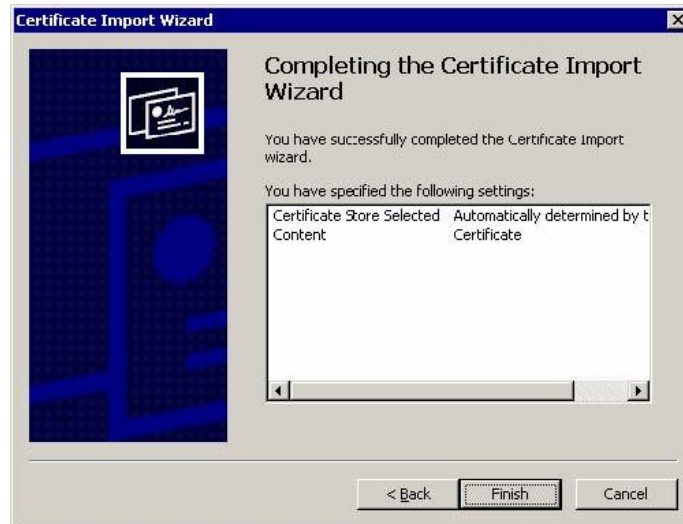 Certificate Import Wizard
Completing the Certificate Import
Wizard
You have successfully completed the Certificate Import
wizard.
You have specified the following settings:
Certificate Store Selected Automatically determined by t
Content Certificate
< Back Finish Cancel